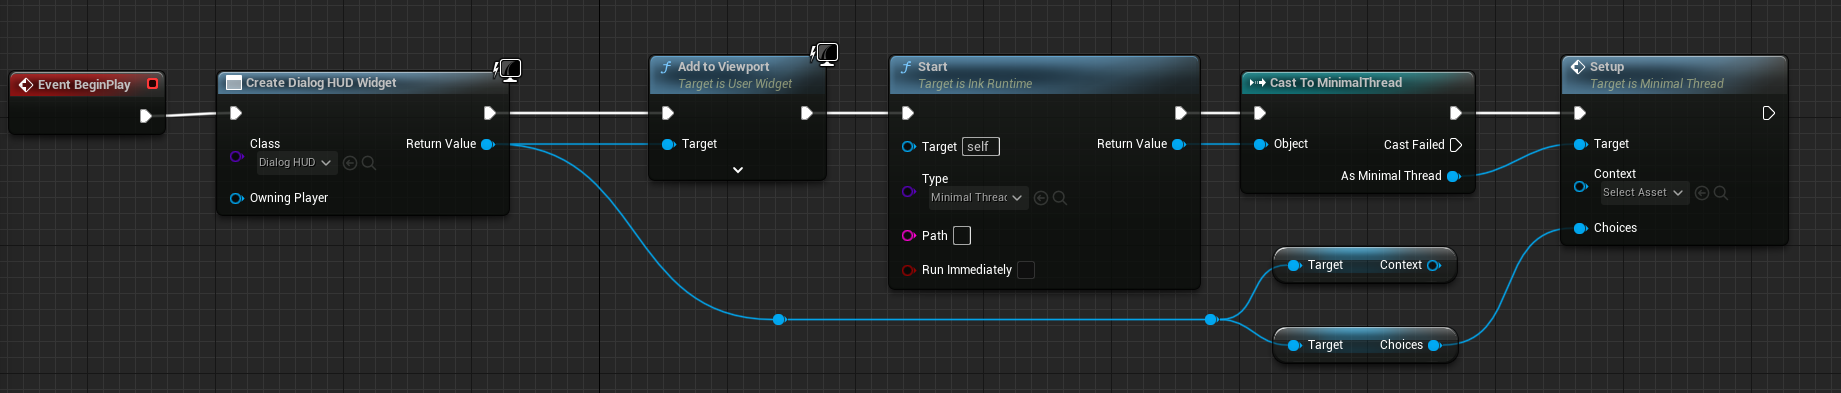 Event BeginPlay
Create Dialog HUD Widget
Class
Dialog HUD
Return Value
Owning Player
Add to Viewport
Target is User Widget
Target
Start
Target is Ink Runtime
Target self
Return Value
Type
Minimal Threac
Path
Run Immediately
Cast To MinimalThread
Object
Cast Failed
As Minimal Thread
Setup
Target is Minimal Thread
Target
Context
Select Asset
Choices
Target Context
Target Choices